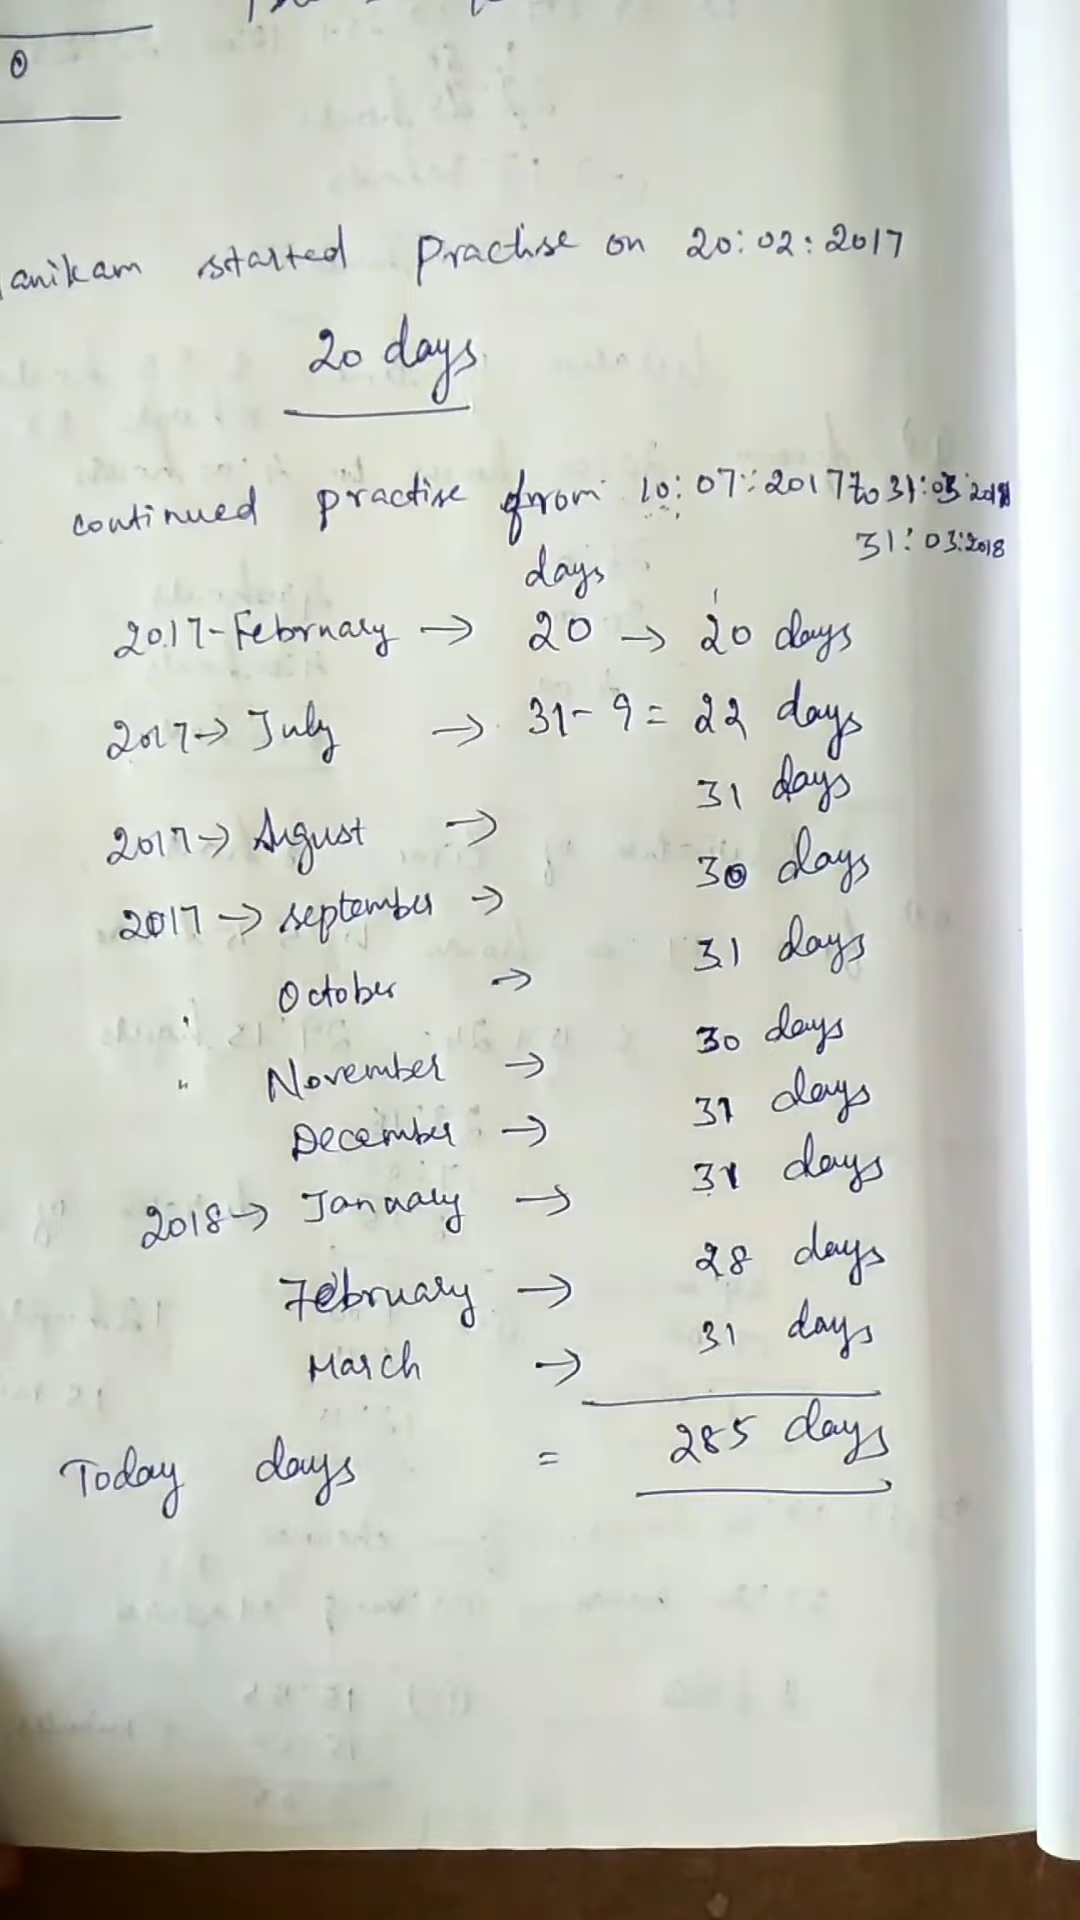 0
anikam started Practise on 20:02:2017
20 days
continued practise from 10:07:2017 to 31:03:2018
31:03:2018
days
2017-February → 20 → 20 days
2017→ July → 31-9= 22 days
2017→ August → 31 days
2017→ september → 30 days
October → 31 days
" November → 30 days
December → 31 days
2018→ January → 31 days
February → 28 days
March → 31 days
Today days = 285 days